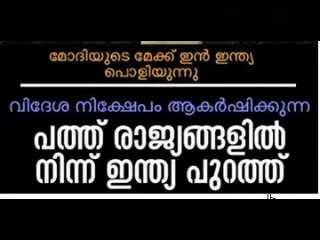 മോദിയുടെ മേക്ക് ഇൻ ഇന്ത്യ
പൊളിയുന്നു
വിദേശ നിക്ഷേപം ആകർഷിക്കുന്ന
പത്ത് രാജ്യങ്ങളിൽ
നിന്ന് ഇന്ത്യ പുറത്ത്